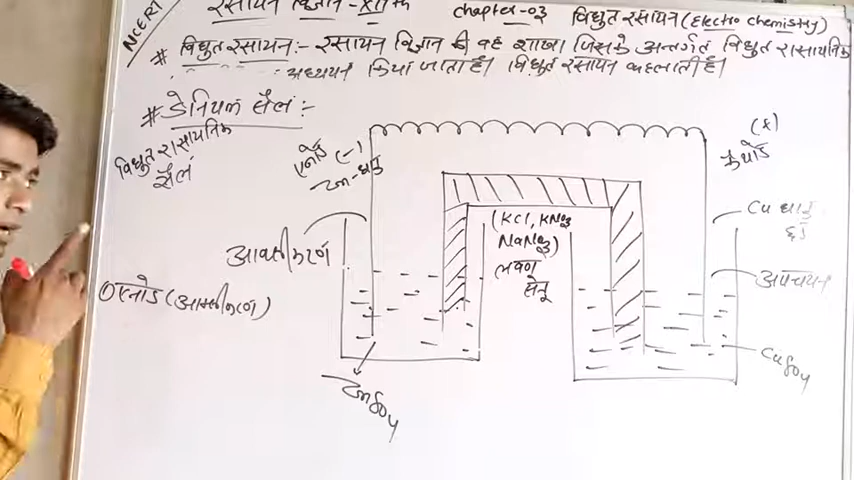 NCERT
रसायन विज्ञान - XIIth chapter-03 विद्युत रसायन (Electro chemistry)
# विद्युत रसायन :- रसायन विज्ञान की वह शाखा जिसके अन्तर्गत विद्युत रासायनिक
अध्ययन किया जाता है। विद्युत रसायन कहलाती है।
# डेनियल सैल :-
विद्युत रासायनिक
सैल
एनोड (-)
Zn-धातु
(+)
कैथोड
(KCl, KNO3
NaNO3)
लवण
सेतु
Cu धातु
छड़
आक्सीकरण
अपचयन
एनोड (आक्सीकरण)
ZnSO4
CuSO4